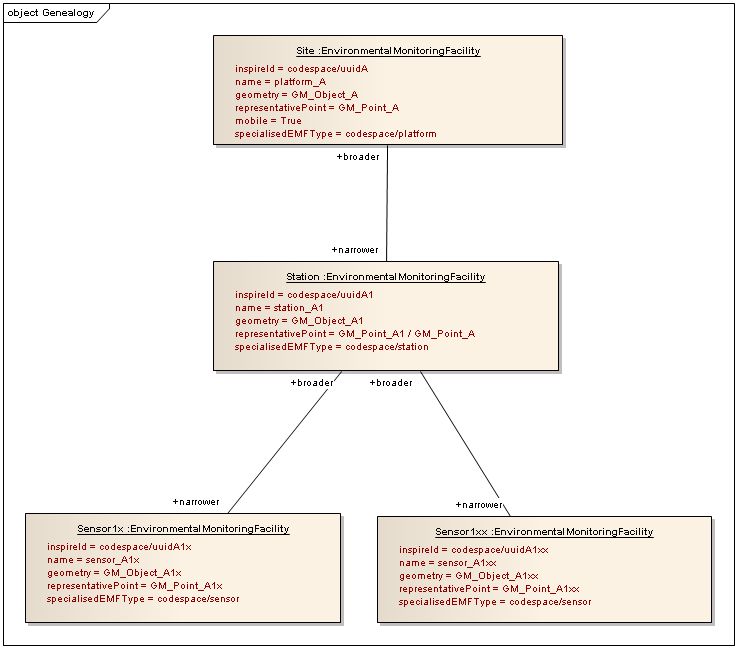 object Genealogy
Site :EnvironmentalMonitoringFacility
inspireId = codespace/uuidA
name = platform_A
geometry = GM_Object_A
representativePoint = GM_Point_A
mobile = True
specialisedEMFType = codespace/platform
+broader
+narrower
Station :EnvironmentalMonitoringFacility
inspireId = codespace/uuidA1
name = station_A1
geometry = GM_Object_A1
representativePoint = GM_Point_A1 / GM_Point_A
specialisedEMFType = codespace/station
+broader +broader
+narrower
+narrower
Sensor1x :EnvironmentalMonitoringFacility
inspireId = codespace/uuidA1x
name = sensor_A1x
geometry = GM_Object_A1x
representativePoint = GM_Point_A1x
specialisedEMFType = codespace/sensor
Sensor1xx :EnvironmentalMonitoringFacility
inspireId = codespace/uuidA1xx
name = sensor_A1xx
geometry = GM_Object_A1xx
representativePoint = GM_Point_A1xx
specialisedEMFType = codespace/sensor